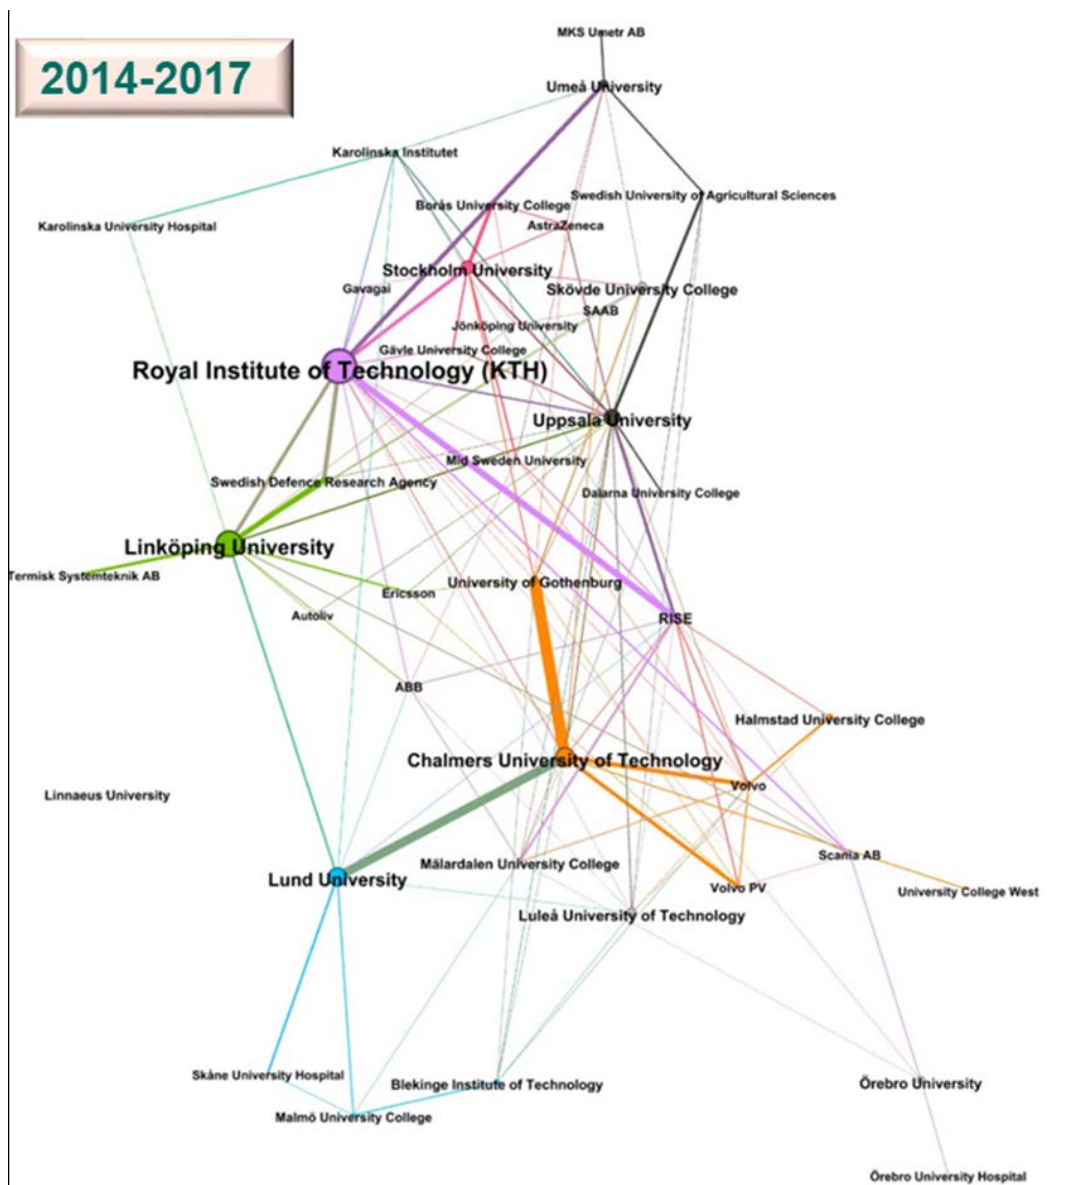 2014-2017
MKS Umetr AB
Umeå University
Karolinska Institutet
Swedish University of Agricultural Sciences
Borås University College
AstraZeneca
Karolinska University Hospital
Stockholm University
Gavagai
Skövde University College
SAAB
Jönköping University
Gävle University College
Royal Institute of Technology (KTH)
Uppsala University
Mid Sweden University
Swedish Defence Research Agency
Dalarna University College
Linköping University
Termisk Systemteknik AB
University of Gothenburg
Ericsson
Autoliv
RISE
ABB
Halmstad University College
Chalmers University of Technology
Volvo
Linnaeus University
Scania AB
Mälardalen University College
Lund University
Volvo PV
University College West
Luleå University of Technology
Skåne University Hospital
Blekinge Institute of Technology
Örebro University
Malmö University College
Örebro University Hospital